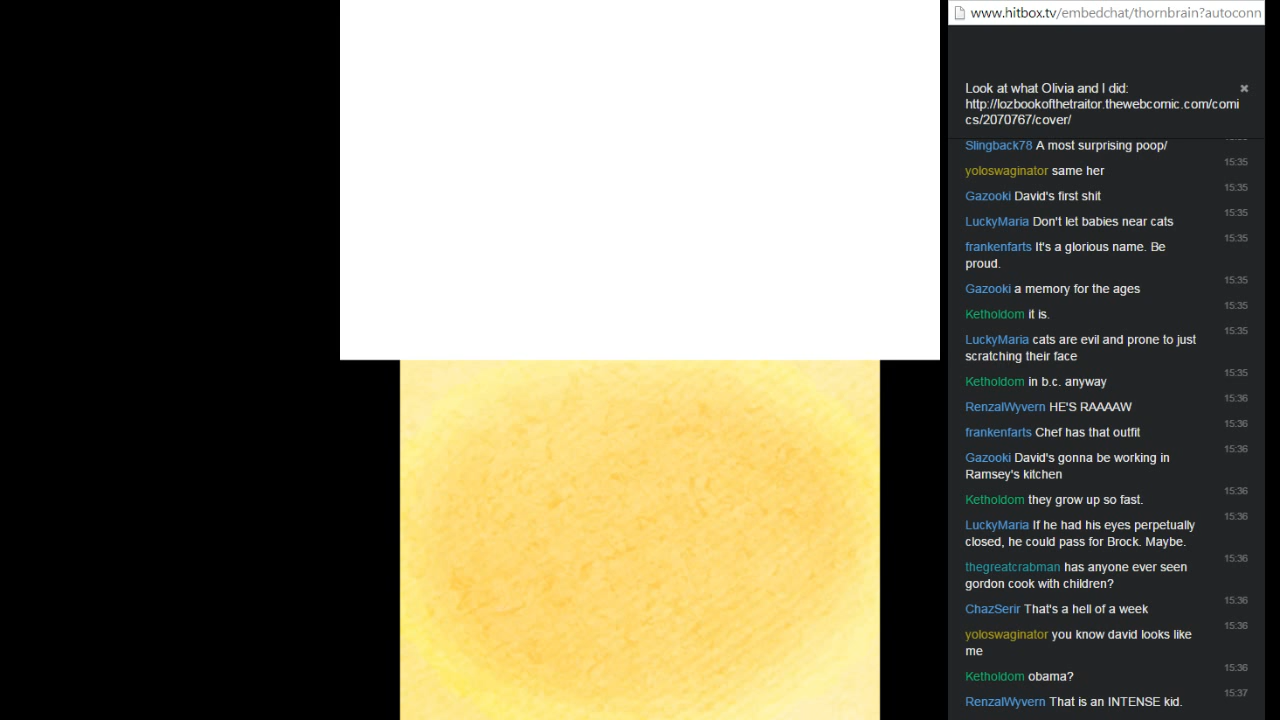 www.hitbox.tv/embedchat/thornbrain?autoconn
Look at what Olivia and I did:
http://lozbookofthetraitor.thewebcomic.com/comi
cs/2070767/cover/
Slingback78 A most surprising poop/
15:35
yoloswaginator same her
15:35
Gazooki David's first shit
15:35
LuckyMaria Don't let babies near cats
15:35
frankenfarts It's a glorious name. Be
proud.
15:35
Gazooki a memory for the ages
15:35
Ketholdom it is.
15:35
LuckyMaria cats are evil and prone to just
scratching their face
15:35
Ketholdom in b.c. anyway
15:36
RenzalWyvern HE'S RAAAAW
15:36
frankenfarts Chef has that outfit
15:36
Gazooki David's gonna be working in
Ramsey's kitchen
15:36
Ketholdom they grow up so fast.
15:36
LuckyMaria If he had his eyes perpetually
closed, he could pass for Brock. Maybe.
15:36
thegreatcrabman has anyone ever seen
gordon cook with children?
15:36
ChazSerir That's a hell of a week
15:36
yoloswaginator you know david looks like
me
15:36
Ketholdom obama?
15:37
RenzalWyvern That is an INTENSE kid.